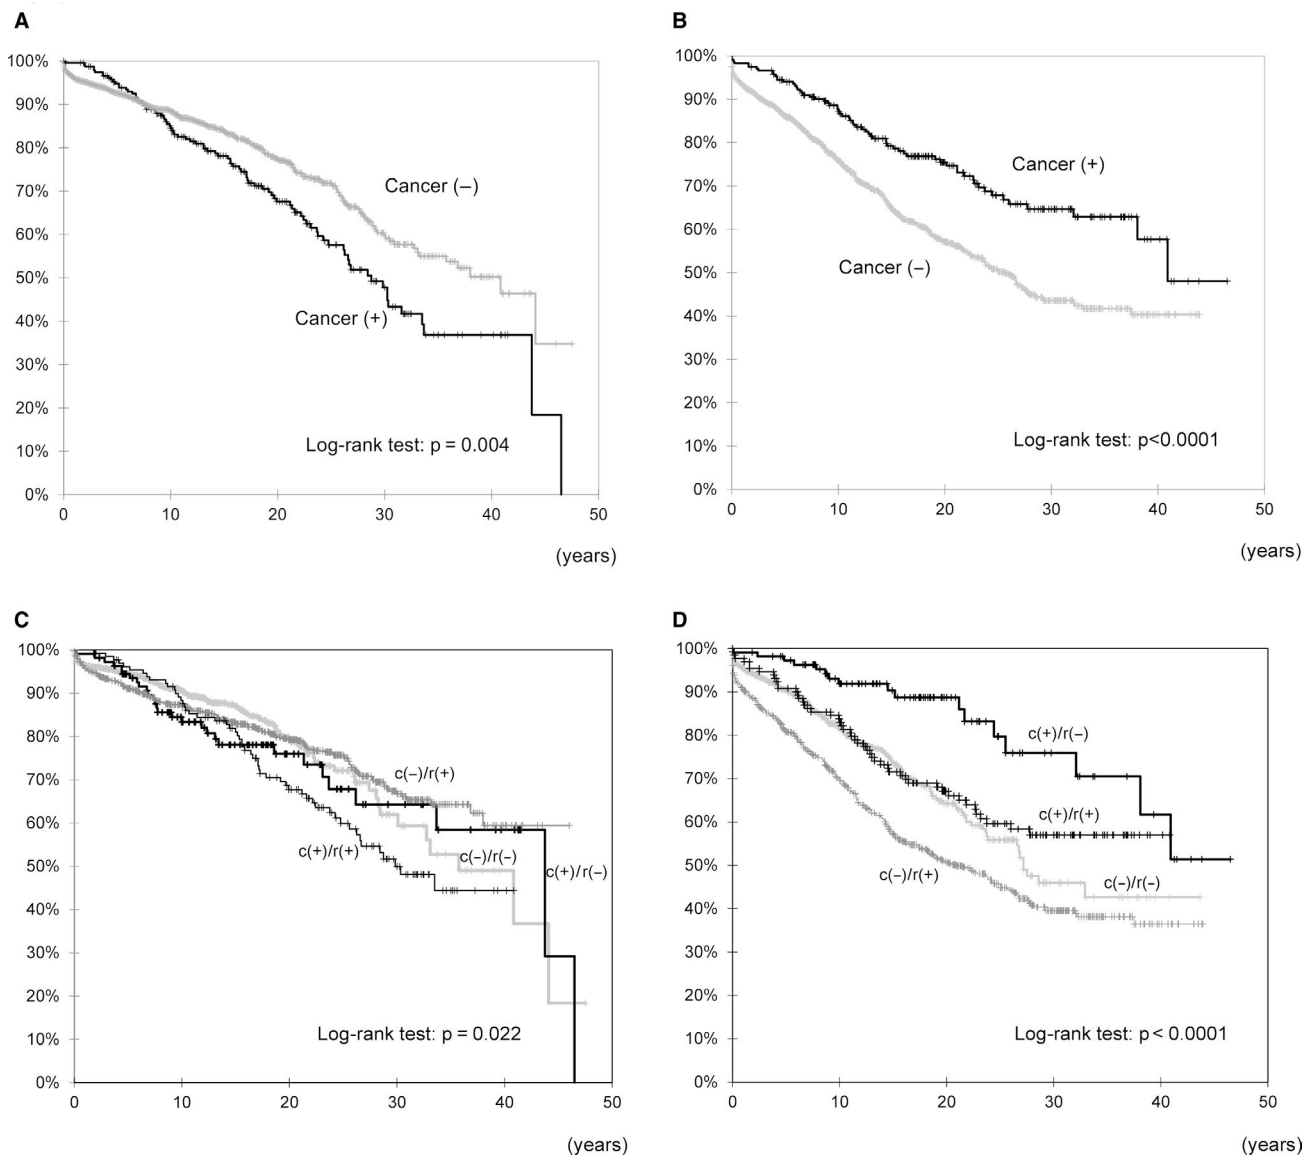 A
100%
90%
80%
70%
60%
50%
40%
30%
20%
10%
0%
Cancer (–)
Cancer (+)
Log-rank test: p = 0.004
0 10 20 30 40 50
(years)
B
100%
90%
80%
70%
60%
50%
40%
30%
20%
10%
0%
Cancer (+)
Cancer (–)
Log-rank test: p<0.0001
0 10 20 30 40 50
(years)
C
100%
90%
80%
70%
60%
50%
40%
30%
20%
10%
0%
c(–)/r(+)
c(+)/r(+)
c(–)/r(–)
c(+)/r(–)
Log-rank test: p = 0.022
0 10 20 30 40 50
(years)
D
100%
90%
80%
70%
60%
50%
40%
30%
20%
10%
0%
c(+)/r(–)
c(+)/r(+)
c(–)/r(+)
c(–)/r(–)
Log-rank test: p < 0.0001
0 10 20 30 40 50
(years)